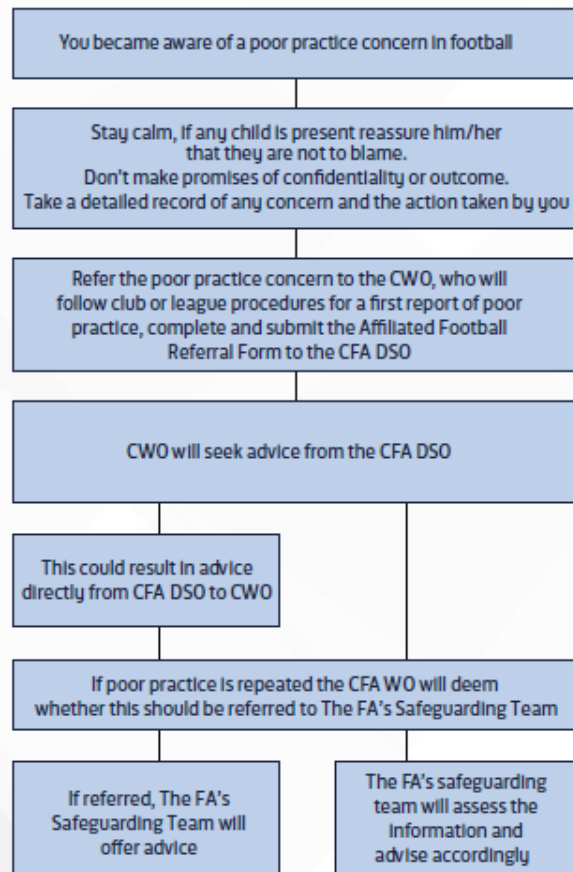 You became aware of a poor practice concern in football
Stay calm, if any child is present reassure him/her
that they are not to blame.
Don't make promises of confidentiality or outcome.
Take a detailed record of any concern and the action taken by you
Refer the poor practice concern to the CWO, who will
follow club or league procedures for a first report of poor
practice, complete and submit the Affiliated Football
Referral Form to the CFA DSO
CWO will seek advice from the CFA DSO
This could result in advice
directly from CFA DSO to CWO
If poor practice is repeated the CFA WO will deem
whether this should be referred to The FA's Safeguarding Team
If referred, The FA's
Safeguarding Team will
offer advice
The FA's safeguarding
team will assess the
information and
advise accordingly